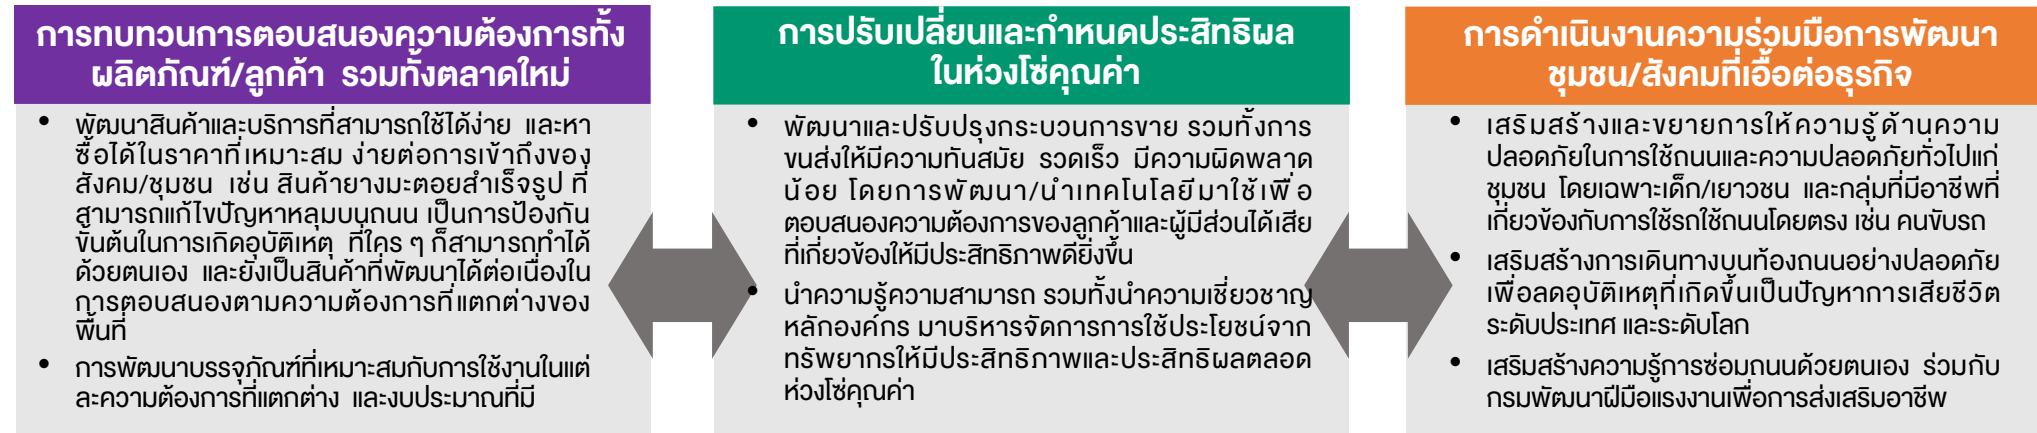 การทบทวนการตอบสนองความต้องการทั้ง
ผลิตภัณฑ์/ลูกค้า รวมทั้งตลาดใหม่
• พัฒนาสินค้าและบริการที่สามารถใช้ได้ง่าย และหา
ซื้อได้ในราคาที่เหมาะสม ง่ายต่อการเข้าถึงของ
สังคม/ชุมชน เช่น สินค้ายางมะตอยสำเร็จรูป ที่
สามารถแก้ไขปัญหาหลุมบนถนน เป็นการป้องกัน
ขั้นต้นในการเกิดอุบัติเหตุ ที่ใคร ๆ ก็สามารถทำได้
ด้วยตนเอง และยังเป็นสินค้าที่พัฒนาได้ต่อเนื่องใน
การตอบสนองตามความต้องการที่แตกต่างของ
พื้นที่
• การพัฒนาบรรจุภัณฑ์ที่เหมาะสมกับการใช้งานในแต่
ละความต้องการที่แตกต่าง และงบประมาณที่มี
การปรับเปลี่ยนและกำหนดประสิทธิผล
ในห่วงโซ่คุณค่า
• พัฒนาและปรับปรุงกระบวนการขาย รวมทั้งการ
ขนส่งให้มีความทันสมัย รวดเร็ว มีความผิดพลาด
น้อย โดยการพัฒนา/นำเทคโนโลยีมาใช้เพื่อ
ตอบสนองความต้องการของลูกค้าและผู้มีส่วนได้เสีย
ที่เกี่ยวข้องให้มีประสิทธิภาพดียิ่งขึ้น
• นำความรู้ความสามารถ รวมทั้งนำความเชี่ยวชาญ
หลักองค์กร มาบริหารจัดการการใช้ประโยชน์จาก
ทรัพยากรให้มีประสิทธิภาพและประสิทธิผลตลอด
ห่วงโซ่คุณค่า
การดำเนินงานความร่วมมือการพัฒนา
ชุมชน/สังคมที่เอื้อต่อธุรกิจ
• เสริมสร้างและขยายการให้ความรู้ด้านความ
ปลอดภัยในการใช้ถนนและความปลอดภัยทั่วไปแก่
ชุมชน โดยเฉพาะเด็ก/เยาวชน และกลุ่มที่มีอาชีพที่
เกี่ยวข้องกับการใช้รถใช้ถนนโดยตรง เช่น คนขับรถ
• เสริมสร้างการเดินทางบนท้องถนนอย่างปลอดภัย
เพื่อลดอุบัติเหตุที่เกิดขึ้นเป็นปัญหาการเสียชีวิต
ระดับประเทศ และระดับโลก
• เสริมสร้างความรู้การซ่อมถนนด้วยตนเอง ร่วมกับ
กรมพัฒนาฝีมือแรงงานเพื่อการส่งเสริมอาชีพ